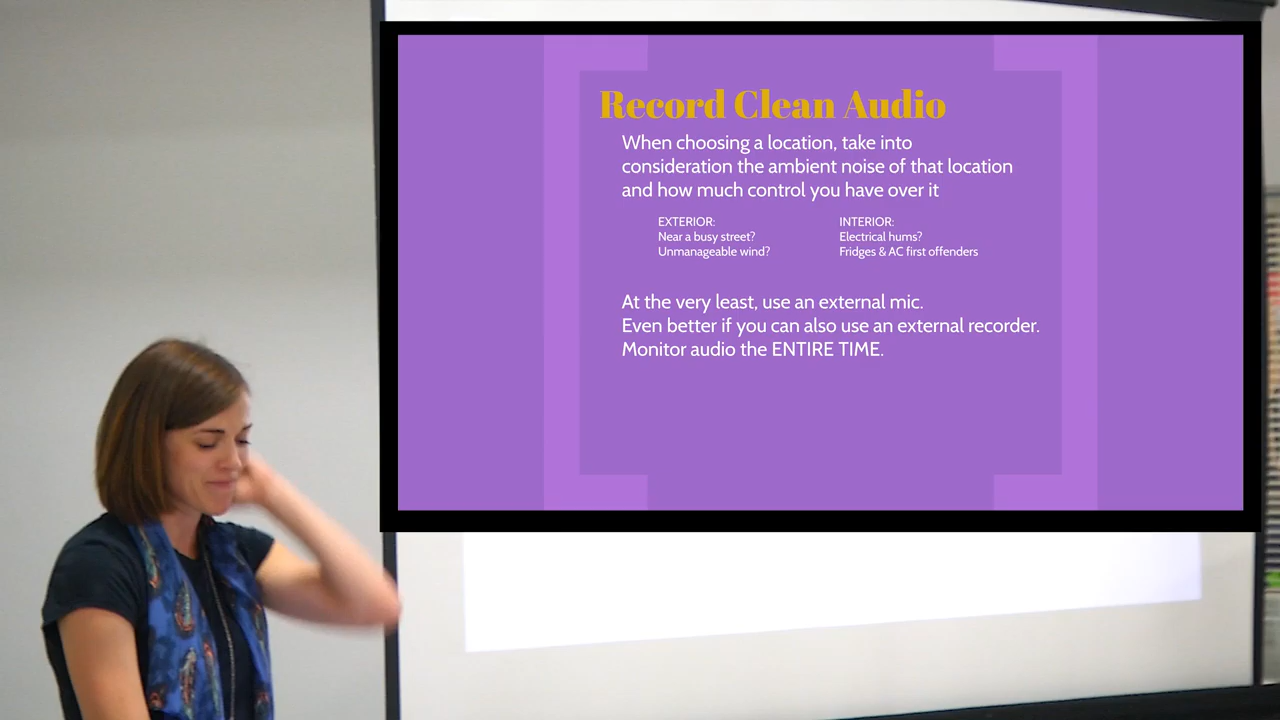 Record Clean Audio
When choosing a location, take into
consideration the ambient noise of that location
and how much control you have over it
EXTERIOR:
Near a busy street?
Unmanageable wind?
INTERIOR:
Electrical hums?
Fridges & AC first offenders
At the very least, use an external mic.
Even better if you can also use an external recorder.
Monitor audio the ENTIRE TIME.